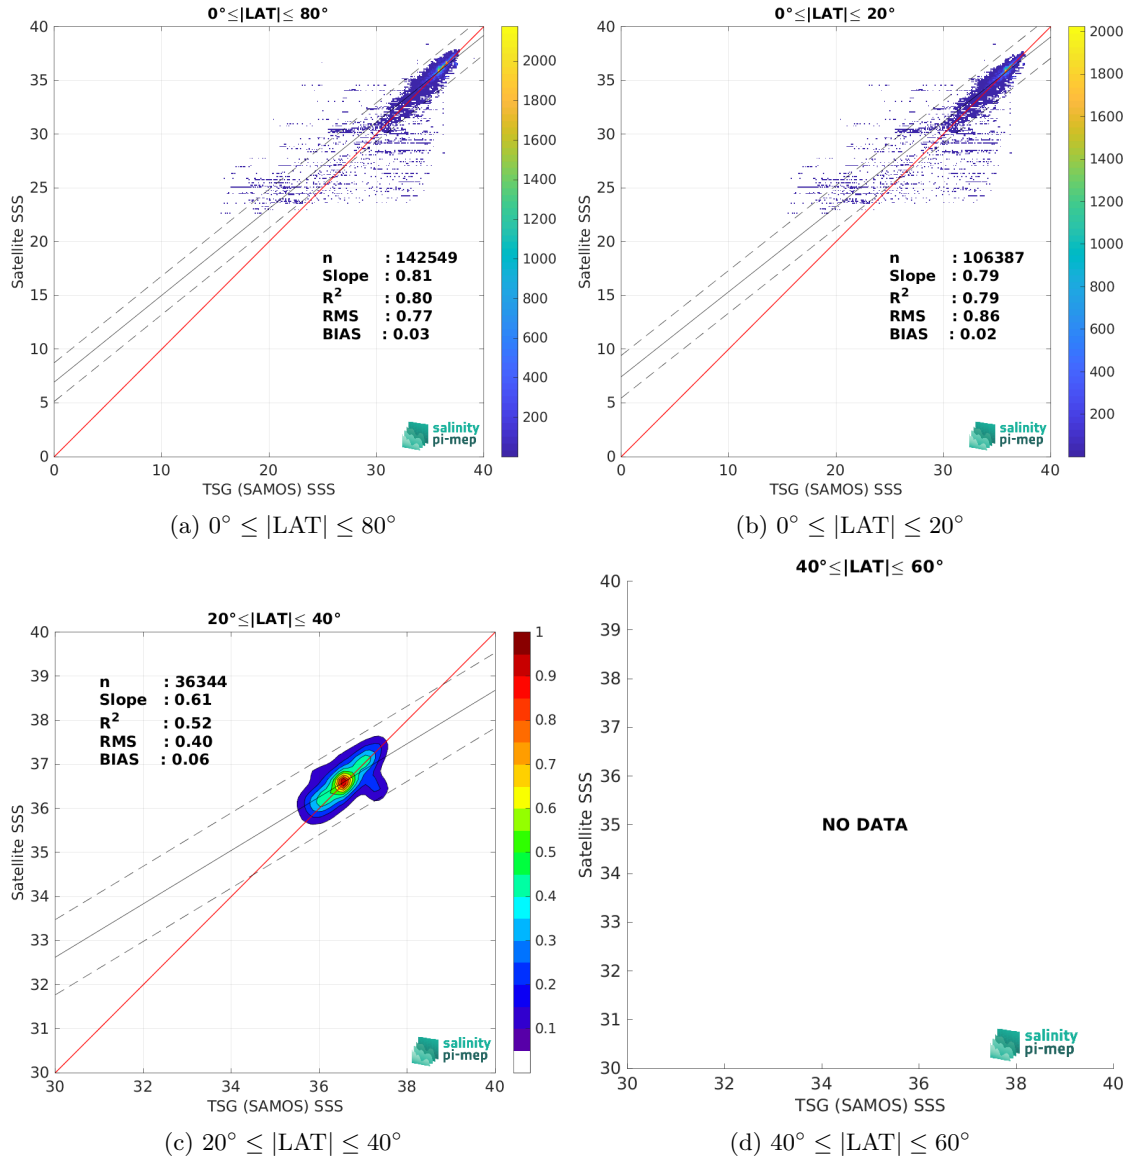 0°≤|LAT|≤ 80°
40
35
30
25
20
15
10
5
0
Satellite SSS
n : 142549
Slope : 0.81
R² : 0.80
RMS : 0.77
BIAS : 0.03
salinity
pi-mep
0 10 20 30 40
TSG (SAMOS) SSS
2000
1800
1600
1400
1200
1000
800
600
400
200
(a) 0° ≤ |LAT| ≤ 80°
0°≤|LAT|≤ 20°
40
35
30
25
20
15
10
5
0
Satellite SSS
n : 106387
Slope : 0.79
R² : 0.79
RMS : 0.86
BIAS : 0.02
salinity
pi-mep
0 10 20 30 40
TSG (SAMOS) SSS
2000
1800
1600
1400
1200
1000
800
600
400
200
(b) 0° ≤ |LAT| ≤ 20°
20°≤|LAT|≤ 40°
40
39
38
37
36
35
34
33
32
31
30
Satellite SSS
n : 36344
Slope : 0.61
R² : 0.52
RMS : 0.40
BIAS : 0.06
salinity
pi-mep
30 32 34 36 38 40
TSG (SAMOS) SSS
1
0.9
0.8
0.7
0.6
0.5
0.4
0.3
0.2
0.1
(c) 20° ≤ |LAT| ≤ 40°
40°≤|LAT|≤ 60°
40
39
38
37
36
35
34
33
32
31
30
Satellite SSS
NO DATA
salinity
pi-mep
30 32 34 36 38 40
TSG (SAMOS) SSS
(d) 40° ≤ |LAT| ≤ 60°